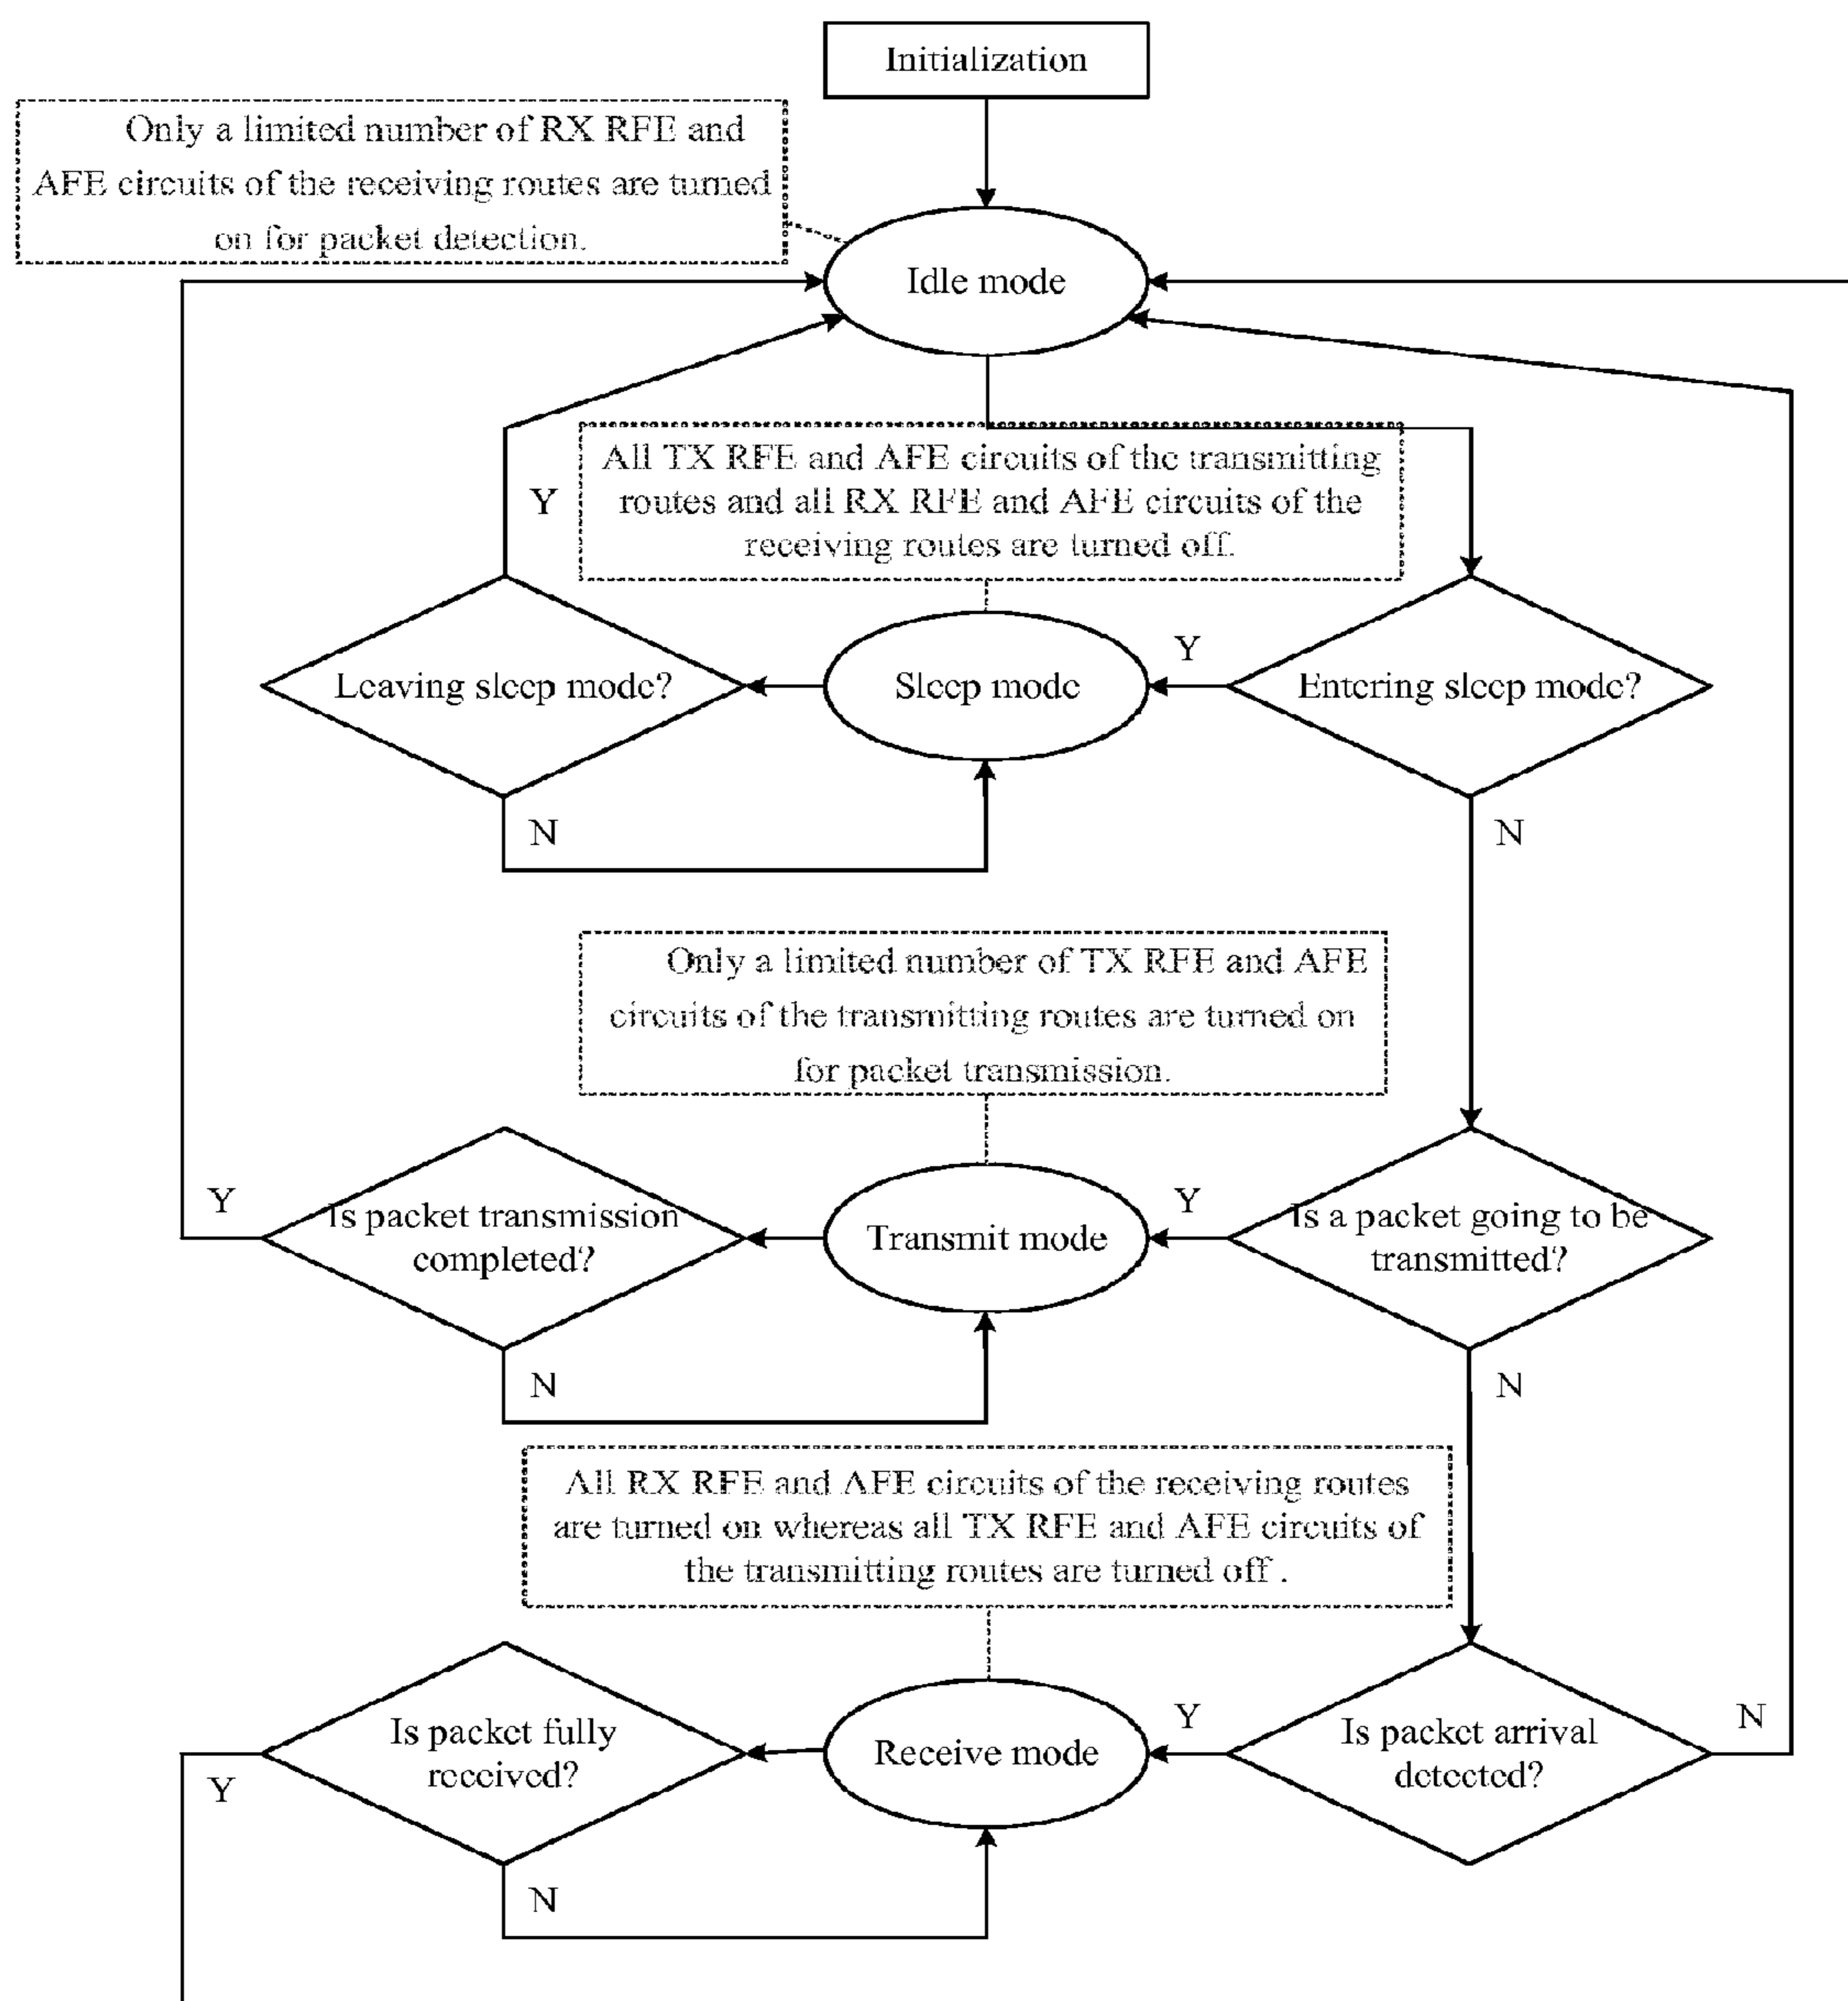 Initialization
Only a limited number of RX RFE and
AFE circuits of the receiving routes are turned
on for packet detection.
Idle mode
All TX RFE and AFE circuits of the transmitting
routes and all RX RFE and AFE circuits of the
receiving routes are turned off.
Y
Leaving sleep mode?
Sleep mode
Y
Entering sleep mode?
N
N
Only a limited number of TX RFE and AFE
circuits of the transmitting routes are turned on
for packet transmission.
Y
Is packet transmission
completed?
Transmit mode
Y
Is a packet going to be
transmitted?
N
N
All RX RFE and AFE circuits of the receiving routes
are turned on whereas all TX RFE and AFE circuits of
the transmitting routes are turned off .
Y
Is packet fully
received?
Receive mode
Y
Is packet arrival
detected?
N
N